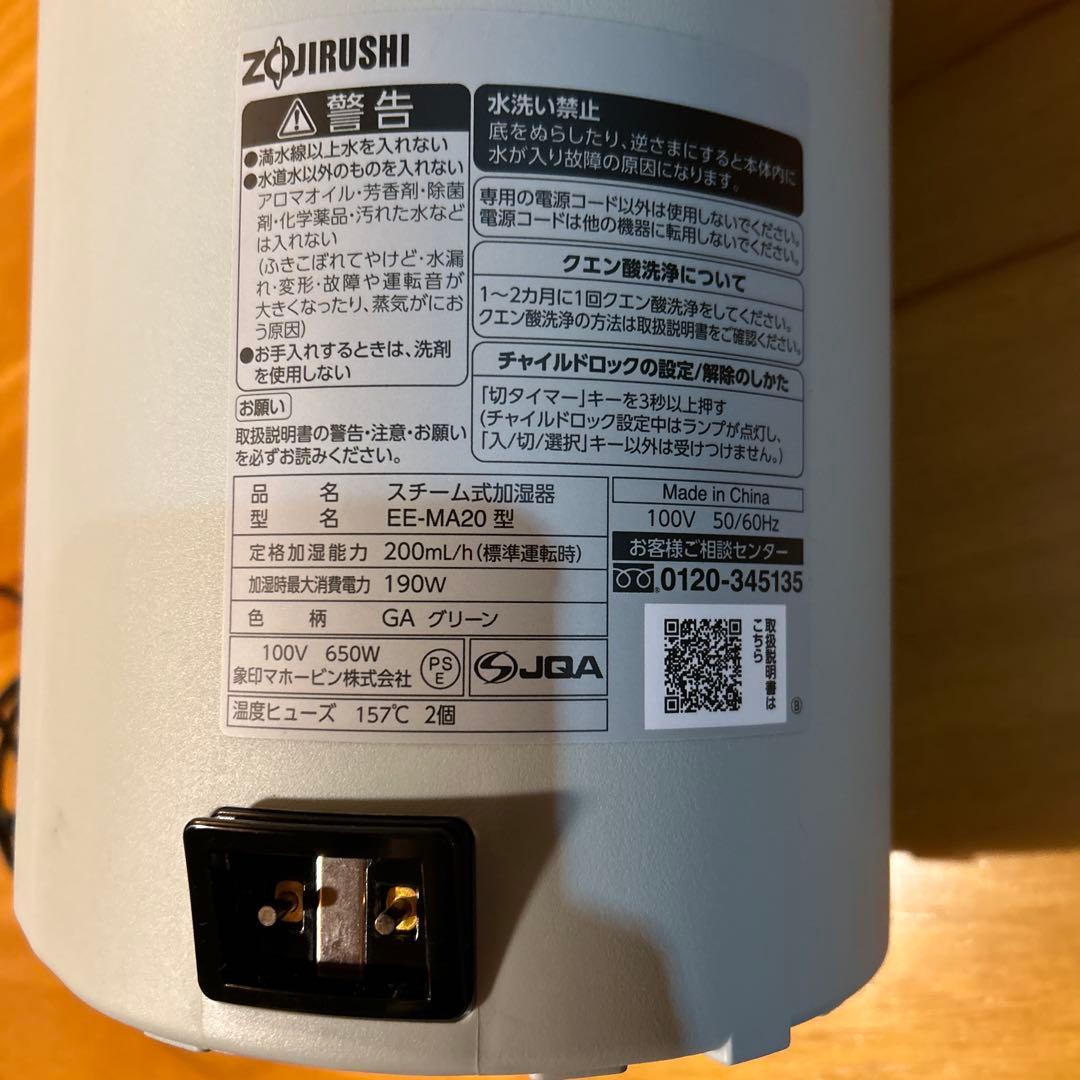 ZOJIRUSHI
警告
●満水線以上水を入れない
●水道水以外のものを入れない
アロマオイル・芳香剤・除菌
剤・化学薬品・汚れた水など
は入れない
(ふきこぼれてやけど・水漏
れ・変形・故障や運転音が
大きくなったり、蒸気がにお
う原因)
●お手入れするときは、洗剤
を使用しない
お願い
取扱説明書の警告・注意・お願い
を必ずお読みください。
水洗い禁止
底をぬらしたり、逆さまにすると本体内に
水が入り故障の原因になります。
専用の電源コード以外は使用しないでください。
電源コードは他の機器に転用しないでください。
クエン酸洗浄について
1～2カ月に1回クエン酸洗浄をしてください。
クエン酸洗浄の方法は取扱説明書をご確認ください。
チャイルドロックの設定/解除のしかた
「切タイマー」キーを3秒以上押す
(チャイルドロック設定中はランプが点灯し、
「入/切/選択」キー以外は受けつけません。)
品名 スチーム式加湿器
型名 EE-MA20 型
定格加湿能力 200mL/h(標準運転時)
加湿時最大消費電力 190W
色柄 GA グリーン
100V 650W
象印マホービン株式会社
PS
E
JQA
温度ヒューズ 157℃ 2個
Made in China
100V 50/60Hz
お客様ご相談センター
0120-345135
取扱説明書は
こちら
Ⓑ